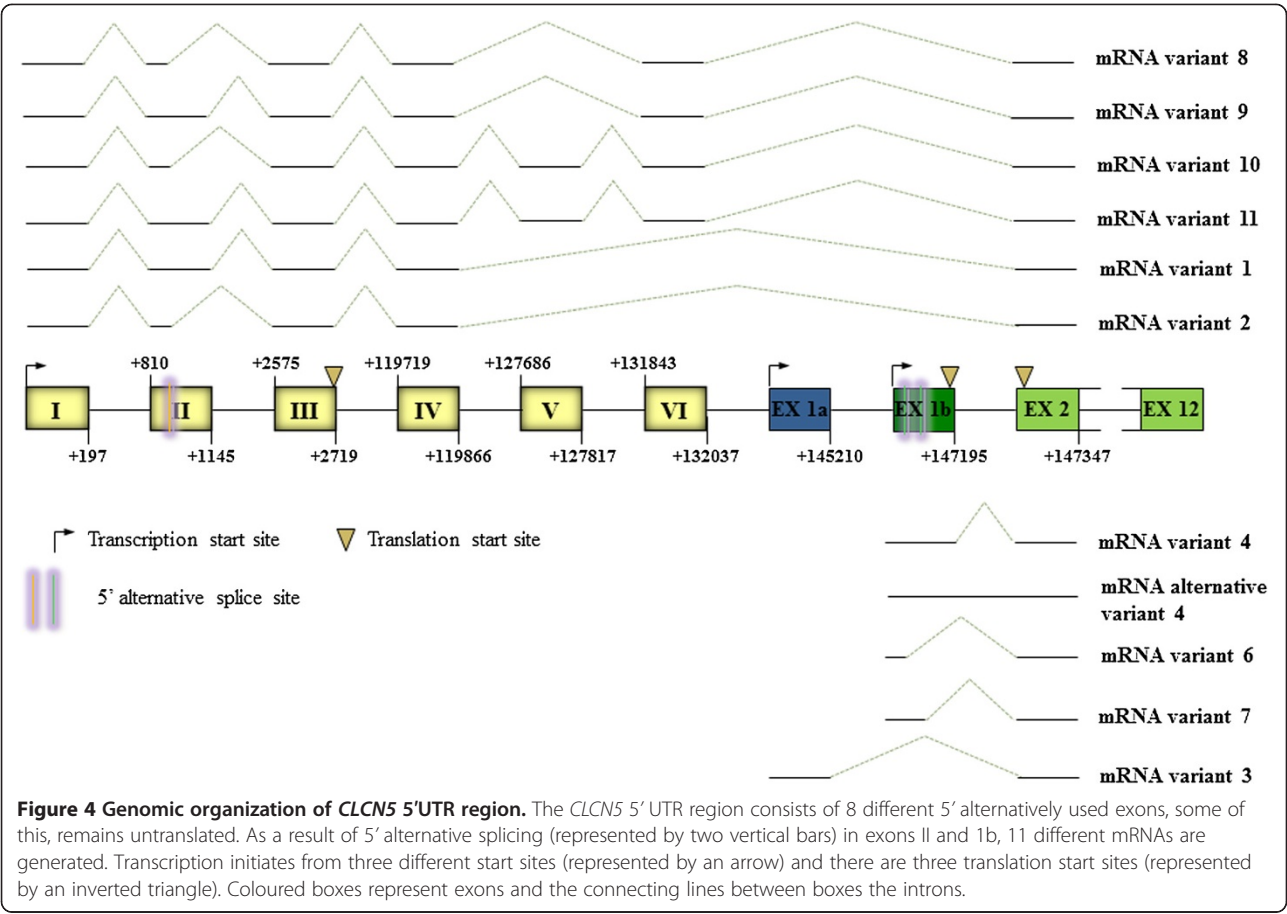 mRNA variant 8
mRNA variant 9
mRNA variant 10
mRNA variant 11
mRNA variant 1
mRNA variant 2
+810 +2575 +119719 +127686 +131843
I II III IV V VI EX 1a EX 1b EX 2 EX 12
+197 +1145 +2719 +119866 +127817 +132037 +145210 +147195 +147347
Transcription start site
Translation start site
5' alternative splice site
mRNA variant 4
mRNA alternative
variant 4
mRNA variant 6
mRNA variant 7
mRNA variant 3
Figure 4 Genomic organization of CLCN5 5'UTR region. The CLCN5 5' UTR region consists of 8 different 5' alternatively used exons, some of
this, remains untranslated. As a result of 5' alternative splicing (represented by two vertical bars) in exons II and 1b, 11 different mRNAs are
generated. Transcription initiates from three different start sites (represented by an arrow) and there are three translation start sites (represented
by an inverted triangle). Coloured boxes represent exons and the connecting lines between boxes the introns.